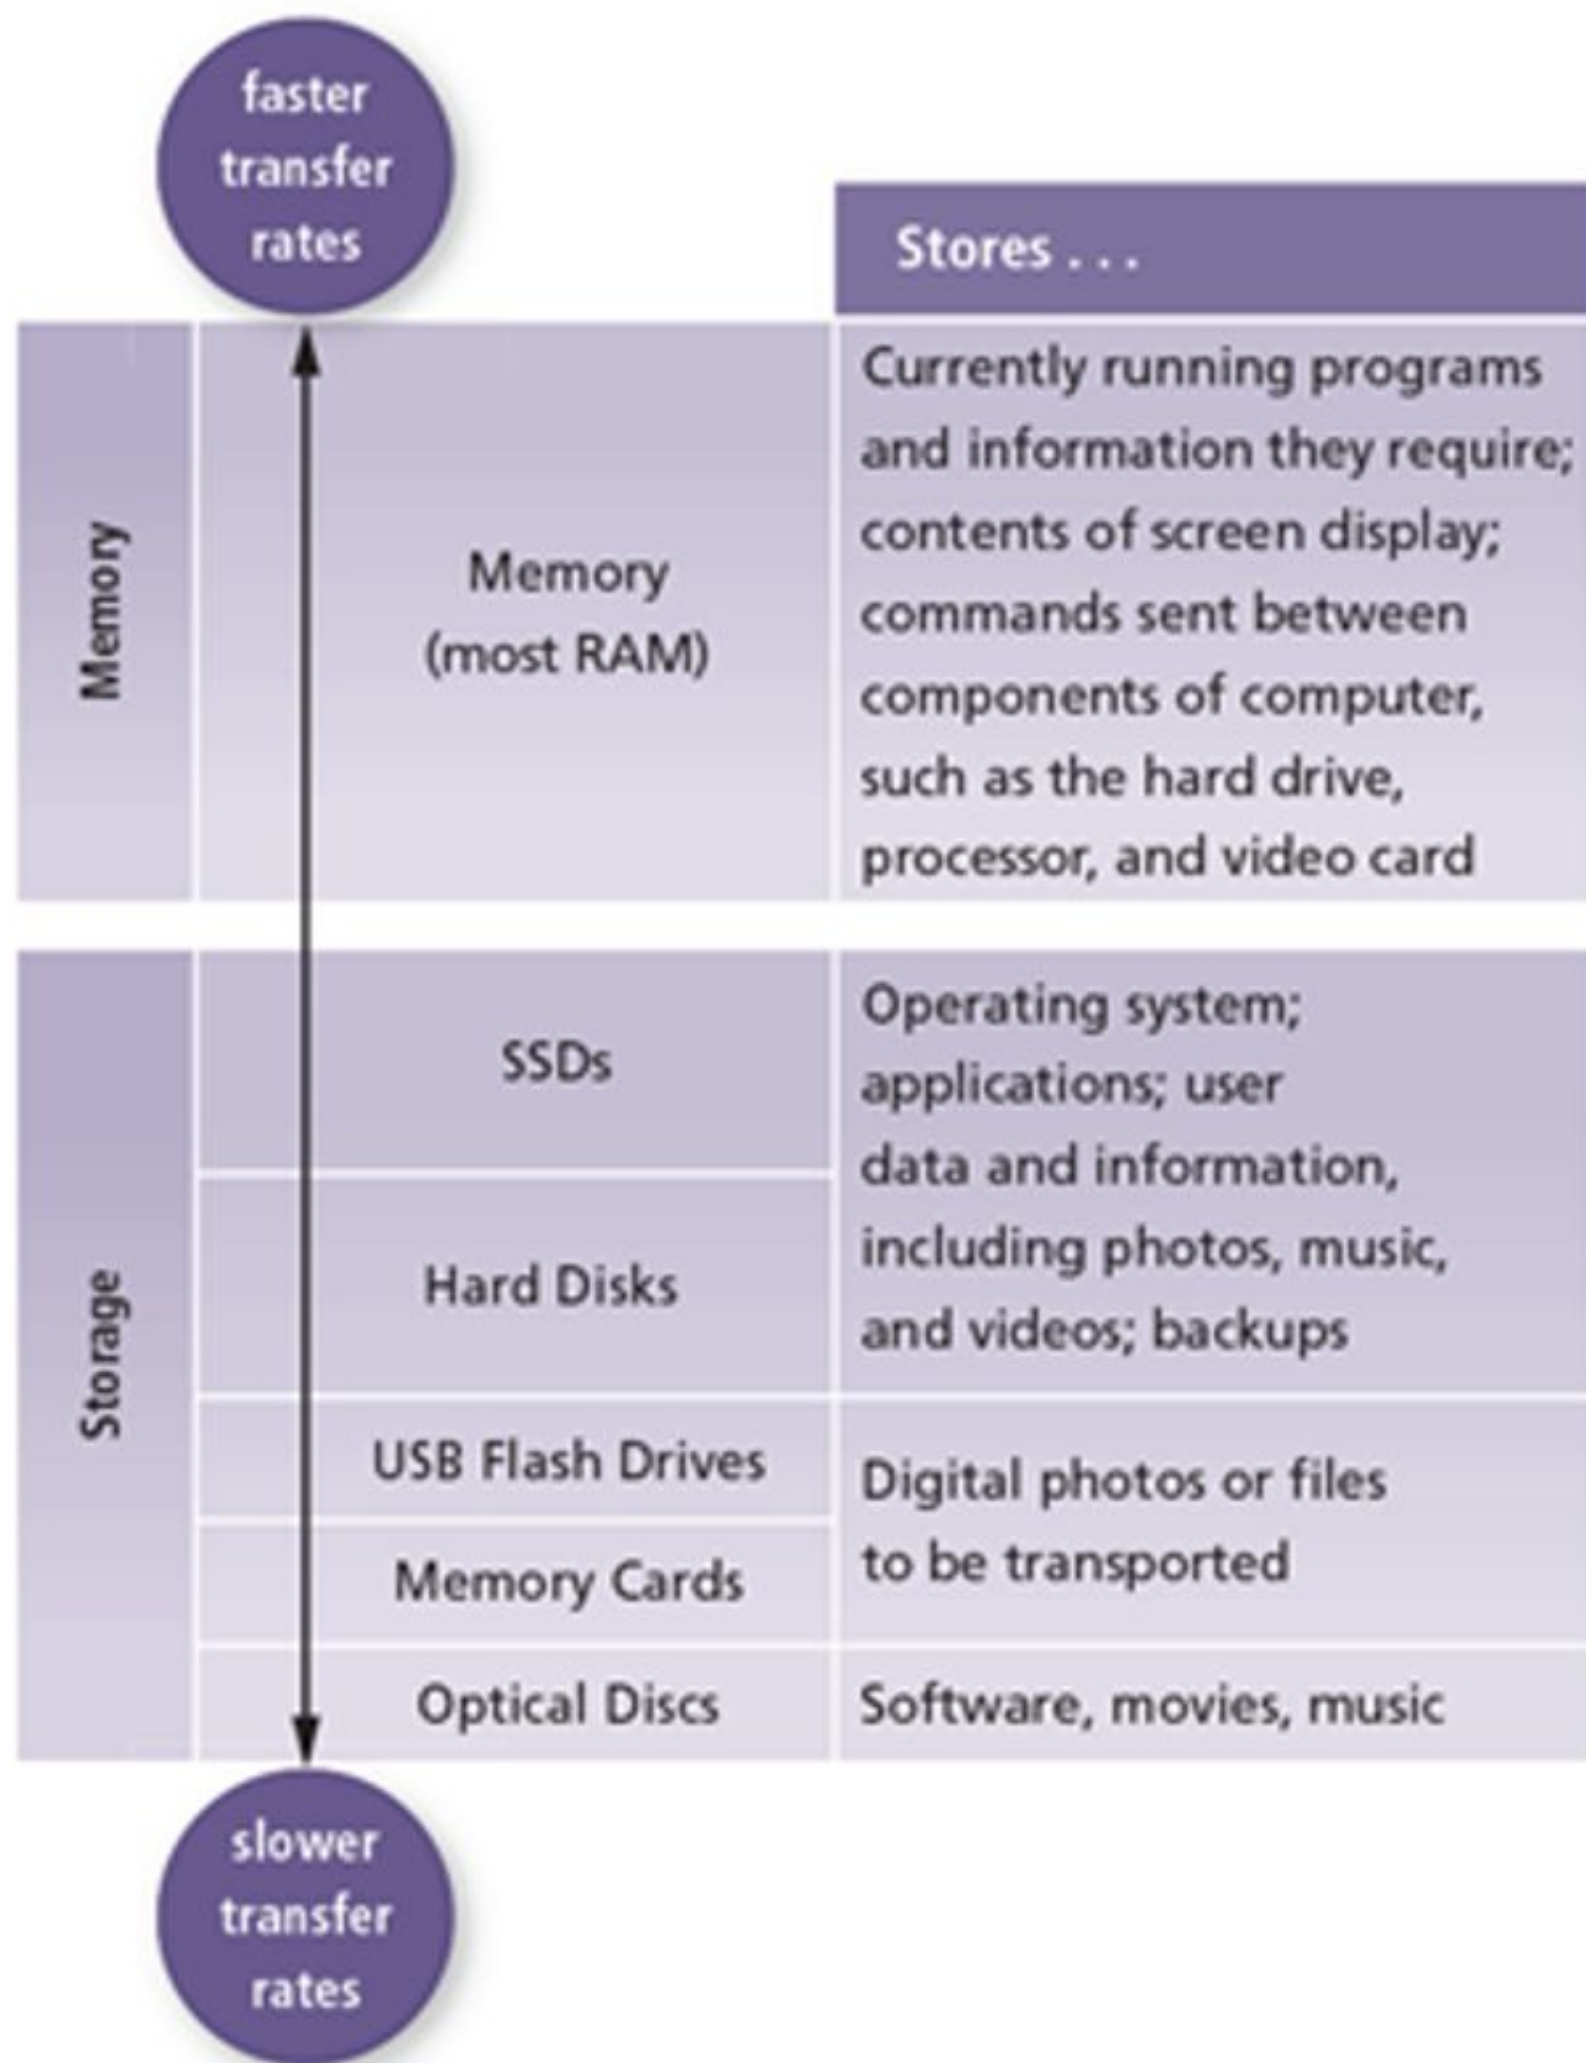 faster
transfer
rates
Stores . . .
Memory
Memory
(most RAM)
Currently running programs
and information they require;
contents of screen display;
commands sent between
components of computer,
such as the hard drive,
processor, and video card
Storage
SSDs
Hard Disks
Operating system;
applications; user
data and information,
including photos, music,
and videos; backups
USB Flash Drives
Memory Cards
Digital photos or files
to be transported
Optical Discs
Software, movies, music
slower
transfer
rates